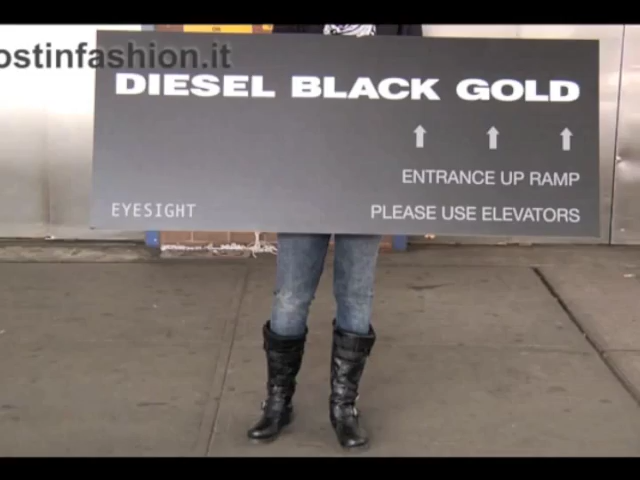 ostinfashion.it
DIESEL BLACK GOLD
ENTRANCE UP RAMP
EYESIGHT
PLEASE USE ELEVATORS